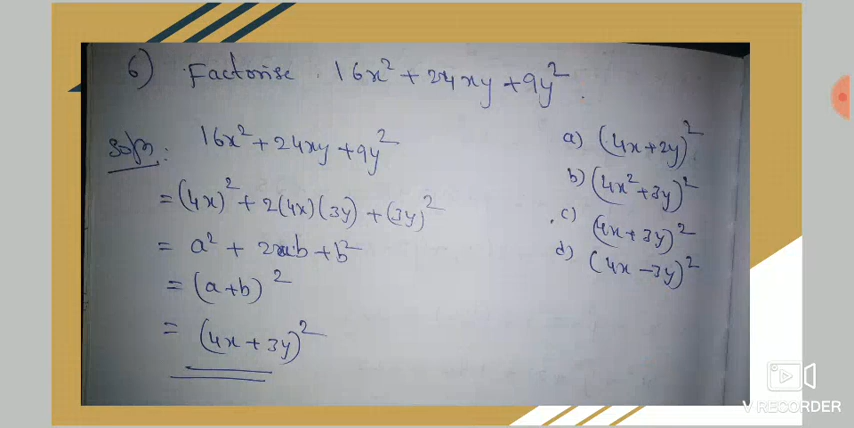 6) Factorise 16x² + 24xy + 9y²
Soln: 16x² + 24xy + 9y²
= (4x)² + 2(4x)(3y) + (3y)²
= a² + 2ab + b²
= (a+b)²
= (4x + 3y)²
a) (4x+2y)²
b) (4x²+3y)²
c) (4x+3y)²
d) (4x-3y)²
V RECORDER